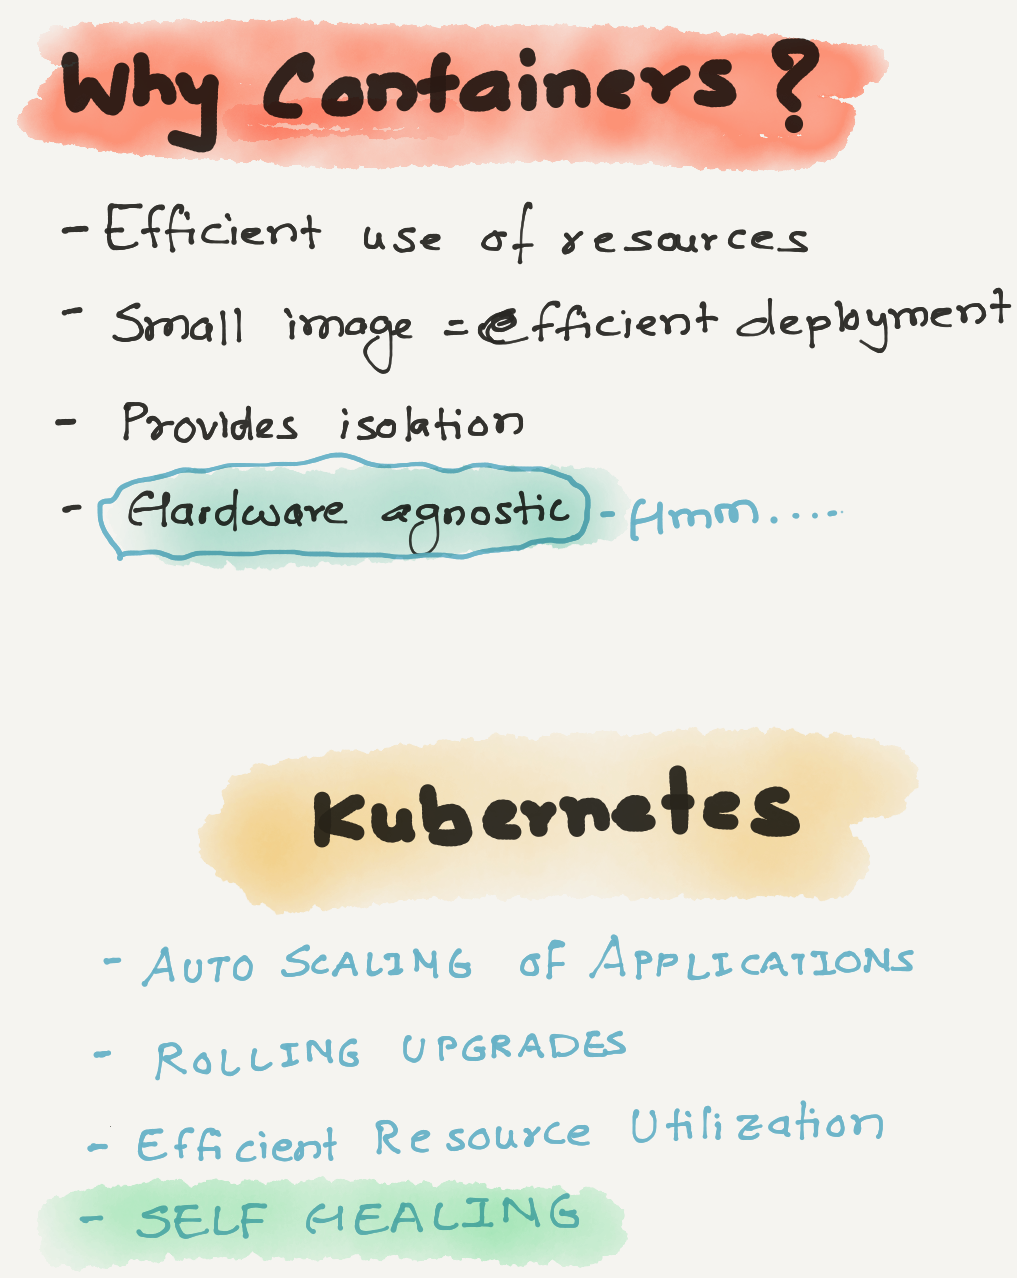 Why Containers ?
- Efficient use of resources
- Small image = efficient deployment
- Provides isolation
- Hardware agnostic - Hmm.....
Kubernetes
- AUTO SCALING OF APPLICATIONS
- ROLLING UPGRADES
- Efficient Resource Utilization
- SELF HEALING